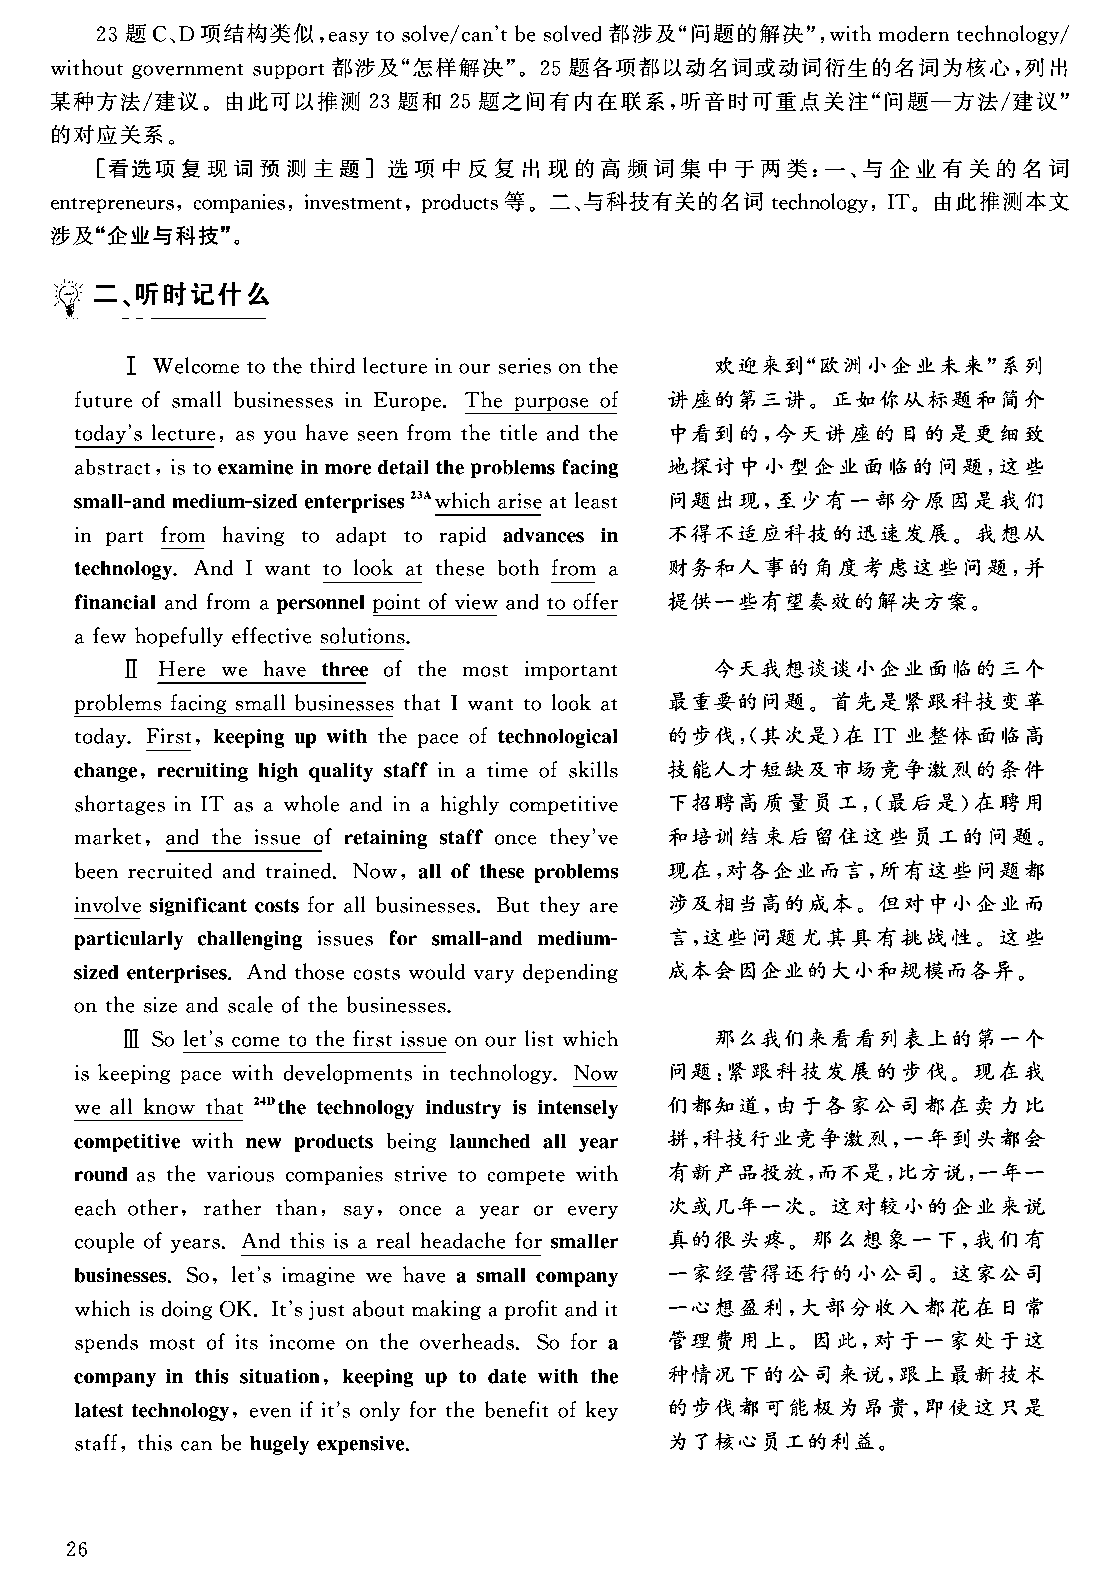 23 题 C、D 项结构类似,easy to solve/can't be solved 都涉及“问题的解决”,with modern technology/
without government support 都涉及“怎样解决”。25 题各项都以动名词或动词衍生的名词为核心,列出
某种方法/建议。由此可以推测 23 题和 25 题之间有内在联系,听音时可重点关注“问题—方法/建议”
的对应关系。
[看选项复现词预测主题] 选项中反复出现的高频词集中于两类:一、与企业有关的名词
entrepreneurs, companies, investment, products 等。二、与科技有关的名词 technology, IT。由此推测本文
涉及“企业与科技”。
二、听时记什么
Ⅰ Welcome to the third lecture in our series on the
future of small businesses in Europe. The purpose of
today's lecture, as you have seen from the title and the
abstract, is to examine in more detail the problems facing
small-and medium-sized enterprises 23A which arise at least
in part from having to adapt to rapid advances in
technology. And I want to look at these both from a
financial and from a personnel point of view and to offer
a few hopefully effective solutions.
Ⅱ Here we have three of the most important
problems facing small businesses that I want to look at
today. First, keeping up with the pace of technological
change, recruiting high quality staff in a time of skills
shortages in IT as a whole and in a highly competitive
market, and the issue of retaining staff once they've
been recruited and trained. Now, all of these problems
involve significant costs for all businesses. But they are
particularly challenging issues for small-and medium-
sized enterprises. And those costs would vary depending
on the size and scale of the businesses.
Ⅲ So let's come to the first issue on our list which
is keeping pace with developments in technology. Now
we all know that 24D the technology industry is intensely
competitive with new products being launched all year
round as the various companies strive to compete with
each other, rather than, say, once a year or every
couple of years. And this is a real headache for smaller
businesses. So, let's imagine we have a small company
which is doing OK. It's just about making a profit and it
spends most of its income on the overheads. So for a
company in this situation, keeping up to date with the
latest technology, even if it's only for the benefit of key
staff, this can be hugely expensive.
欢迎来到“欧洲小企业未来”系列
讲座的第三讲。正如你从标题和简介
中看到的,今天讲座的目的是更细致
地探讨中小型企业面临的问题,这些
问题出现,至少有一部分原因是我们
不得不适应科技的迅速发展。我想从
财务和人事的角度考虑这些问题,并
提供一些有望奏效的解决方案。
今天我想谈谈小企业面临的三个
最重要的问题。首先是紧跟科技变革
的步伐,(其次是)在 IT 业整体面临高
技能人才短缺及市场竞争激烈的条件
下招聘高质量员工,(最后是)在聘用
和培训结束后留住这些员工的问题。
现在,对各企业而言,所有这些问题都
涉及相当高的成本。但对中小企业而
言,这些问题尤其具有挑战性。这些
成本会因企业的大小和规模而各异。
那么我们来看看列表上的第一个
问题:紧跟科技发展的步伐。现在我
们都知道,由于各家公司都在卖力比
拼,科技行业竞争激烈,一年到头都会
有新产品投放,而不是,比方说,一年一
次或几年一次。这对较小的企业来说
真的很头疼。那么想象一下,我们有
一家经营得还行的小公司。这家公司
一心想盈利,大部分收入都花在日常
管理费用上。因此,对于一家处于这
种情况下的公司来说,跟上最新技术
的步伐都可能极为昂贵,即使这只是
为了核心员工的利益。
26